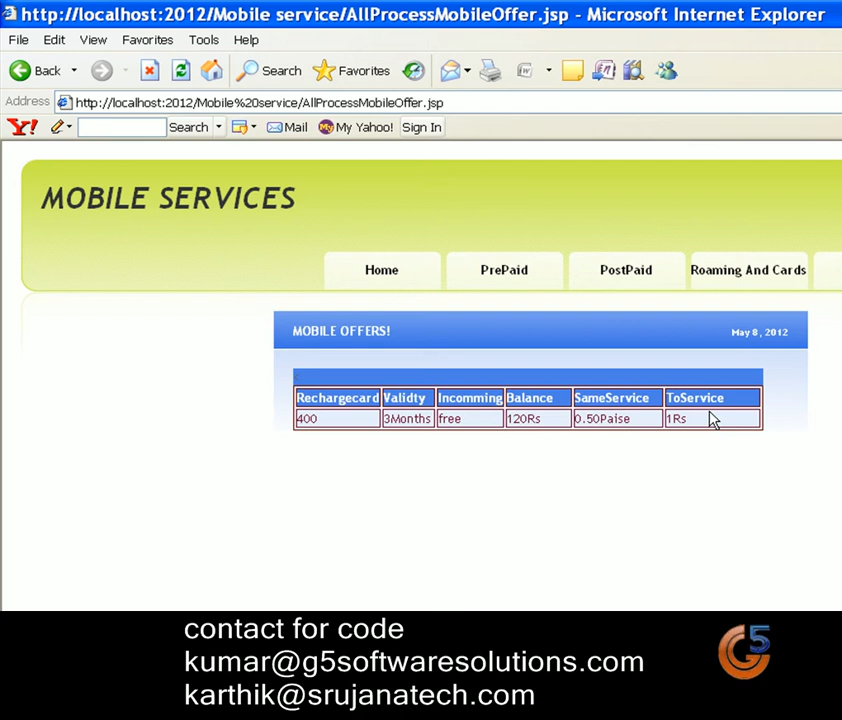 http://localhost:2012/Mobile service/AllProcessMobileOffer.jsp - Microsoft Internet Explorer
File Edit View Favorites Tools Help
Back Search Favorites
Address http://localhost:2012/Mobile%20service/AllProcessMobileOffer.jsp
Y! Search Mail My Yahoo! Sign In
MOBILE SERVICES
Home PrePaid PostPaid Roaming And Cards
MOBILE OFFERS! May 8, 2012
Rechargecard Validty Incomming Balance SameService ToService
400 3Months free 120Rs 0.50Paise 1Rs
contact for code
kumar@g5softwaresolutions.com
karthik@srujanatech.com
G5